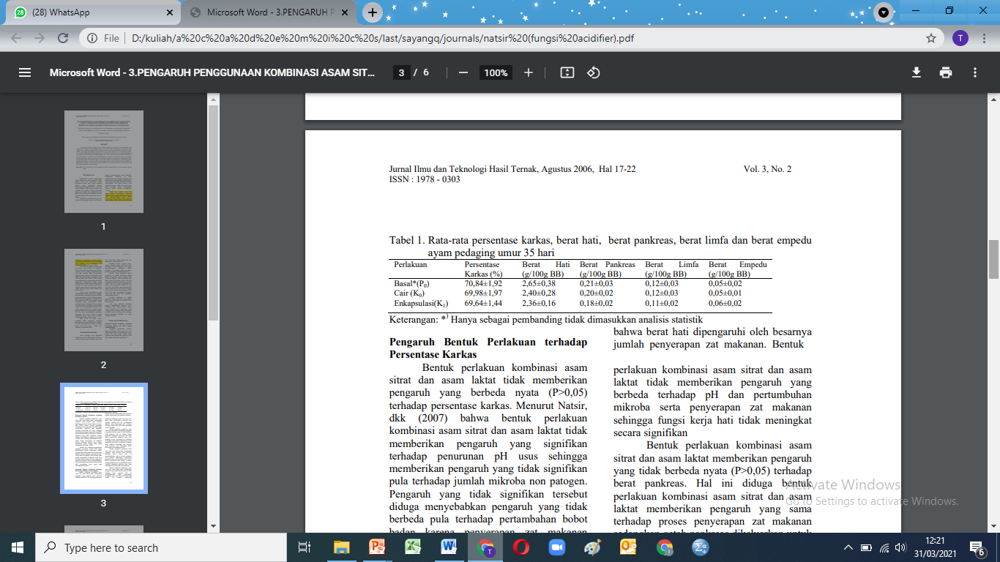 (28) WhatsApp
Microsoft Word - 3.PENGARUH P
File
D:/kuliah/a%20c%20a%20d%20e%20m%20i%20c%20s/last/sayangq/journals/natsir%20(fungsi%20acidifier).pdf
T
Microsoft Word - 3.PENGARUH PENGGUNAAN KOMBINASI ASAM SIT...
3 / 6
100%
1
2
3
Jurnal Ilmu dan Teknologi Hasil Ternak, Agustus 2006, Hal 17-22 Vol. 3, No. 2
ISSN : 1978 - 0303
Tabel 1. Rata-rata persentase karkas, berat hati, berat pankreas, berat limfa dan berat empedu
ayam pedaging umur 35 hari
Perlakuan Persentase Berat Hati Berat Pankreas Berat Limfa Berat Empedu
Karkas (%) (g/100g BB) (g/100g BB) (g/100g BB) (g/100g BB)
Basal*(P0) 70,84±1,92 2,65±0,38 0,21±0,03 0,12±0,03 0,05±0,02
Cair (K0) 69,98±1,97 2,40±0,28 0,20±0,02 0,12±0,03 0,05±0,01
Enkapsulasi(K1) 69,64±1,44 2,36±0,16 0,18±0,02 0,11±0,02 0,06±0,02
Keterangan: *) Hanya sebagai pembanding tidak dimasukkan analisis statistik
Pengaruh Bentuk Perlakuan terhadap
Persentase Karkas
Bentuk perlakuan kombinasi asam
sitrat dan asam laktat tidak memberikan
pengaruh yang berbeda nyata (P>0,05)
terhadap persentase karkas. Menurut Natsir,
dkk (2007) bahwa bentuk perlakuan
kombinasi asam sitrat dan asam laktat tidak
memberikan pengaruh yang signifikan
terhadap penurunan pH usus sehingga
memberikan pengaruh yang tidak signifikan
pula terhadap jumlah mikroba non patogen.
Pengaruh yang tidak signifikan tersebut
diduga menyebabkan pengaruh yang tidak
berbeda pula terhadap pertambahan bobot
badan karena penyerapan zat makanan
bahwa berat hati dipengaruhi oleh besarnya
jumlah penyerapan zat makanan. Bentuk
perlakuan kombinasi asam sitrat dan asam
laktat tidak memberikan pengaruh yang
berbeda terhadap pH dan pertumbuhan
mikroba serta penyerapan zat makanan
sehingga fungsi kerja hati tidak meningkat
secara signifikan
Bentuk perlakuan kombinasi asam
sitrat dan asam laktat memberikan pengaruh
yang tidak berbeda nyata (P>0,05) terhadap
berat pankreas. Hal ini diduga bentuk
perlakuan kombinasi asam sitrat dan asam
laktat memberikan pengaruh yang sama
terhadap proses penyerapan zat makanan
Activate Windows
Go to Settings to activate Windows.
Type here to search
12:21
31/03/2021
6